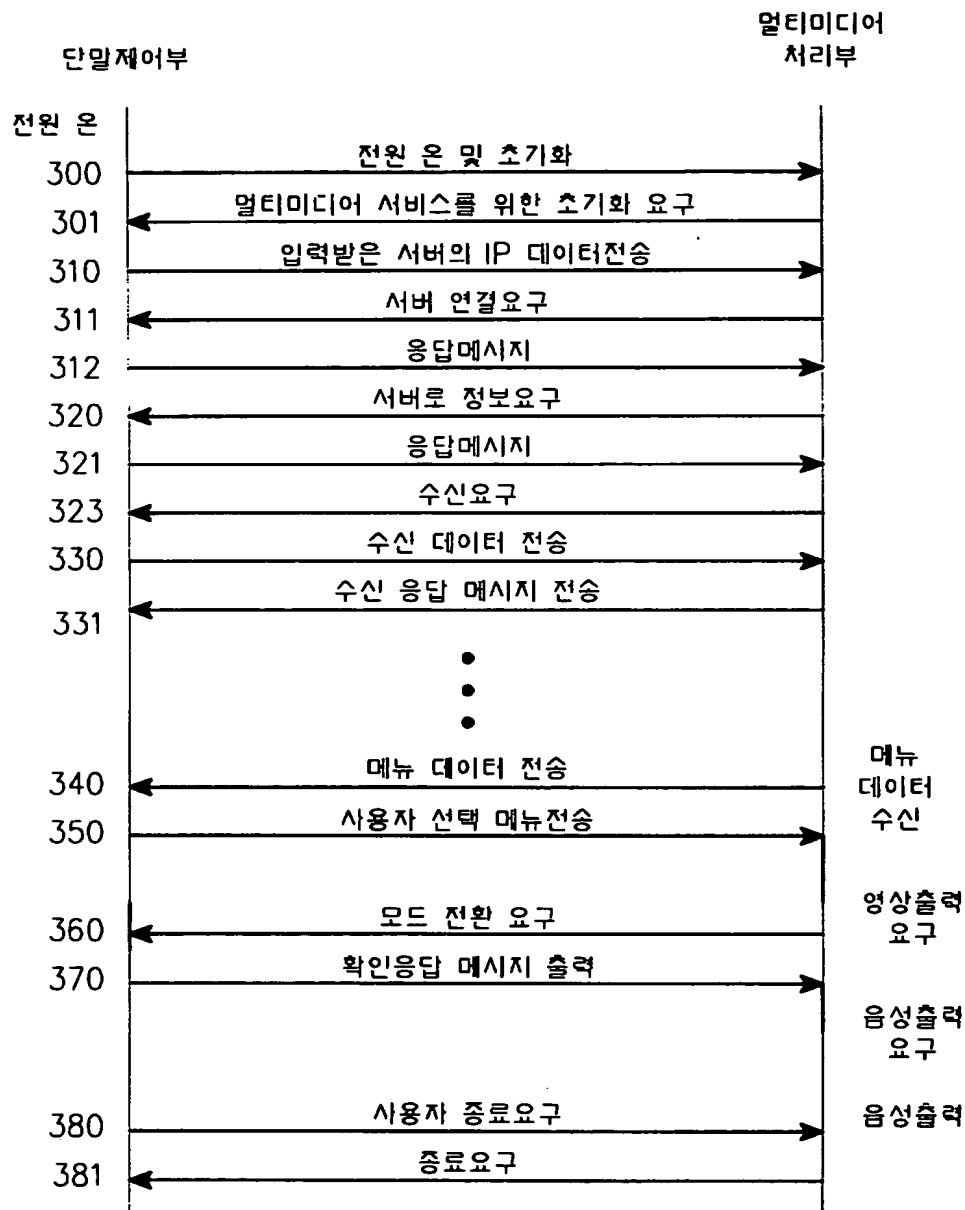 멀티미디어
처리부
단말제어부
전원 온
전원 온 및 초기화
300
멀티미디어 서비스를 위한 초기화 요구
301
입력받은 서버의 IP 데이터전송
310
서버 연결요구
311
응답메시지
312
서버로 정보요구
320
응답메시지
321
수신요구
323
수신 데이터 전송
330
수신 응답 메시지 전송
331
메뉴 데이터 전송
340
메뉴
데이터
수신
사용자 선택 메뉴전송
350
영상출력
요구
모드 전환 요구
360
확인응답 메시지 출력
370
음성출력
요구
사용자 종료요구
380
음성출력
종료요구
381